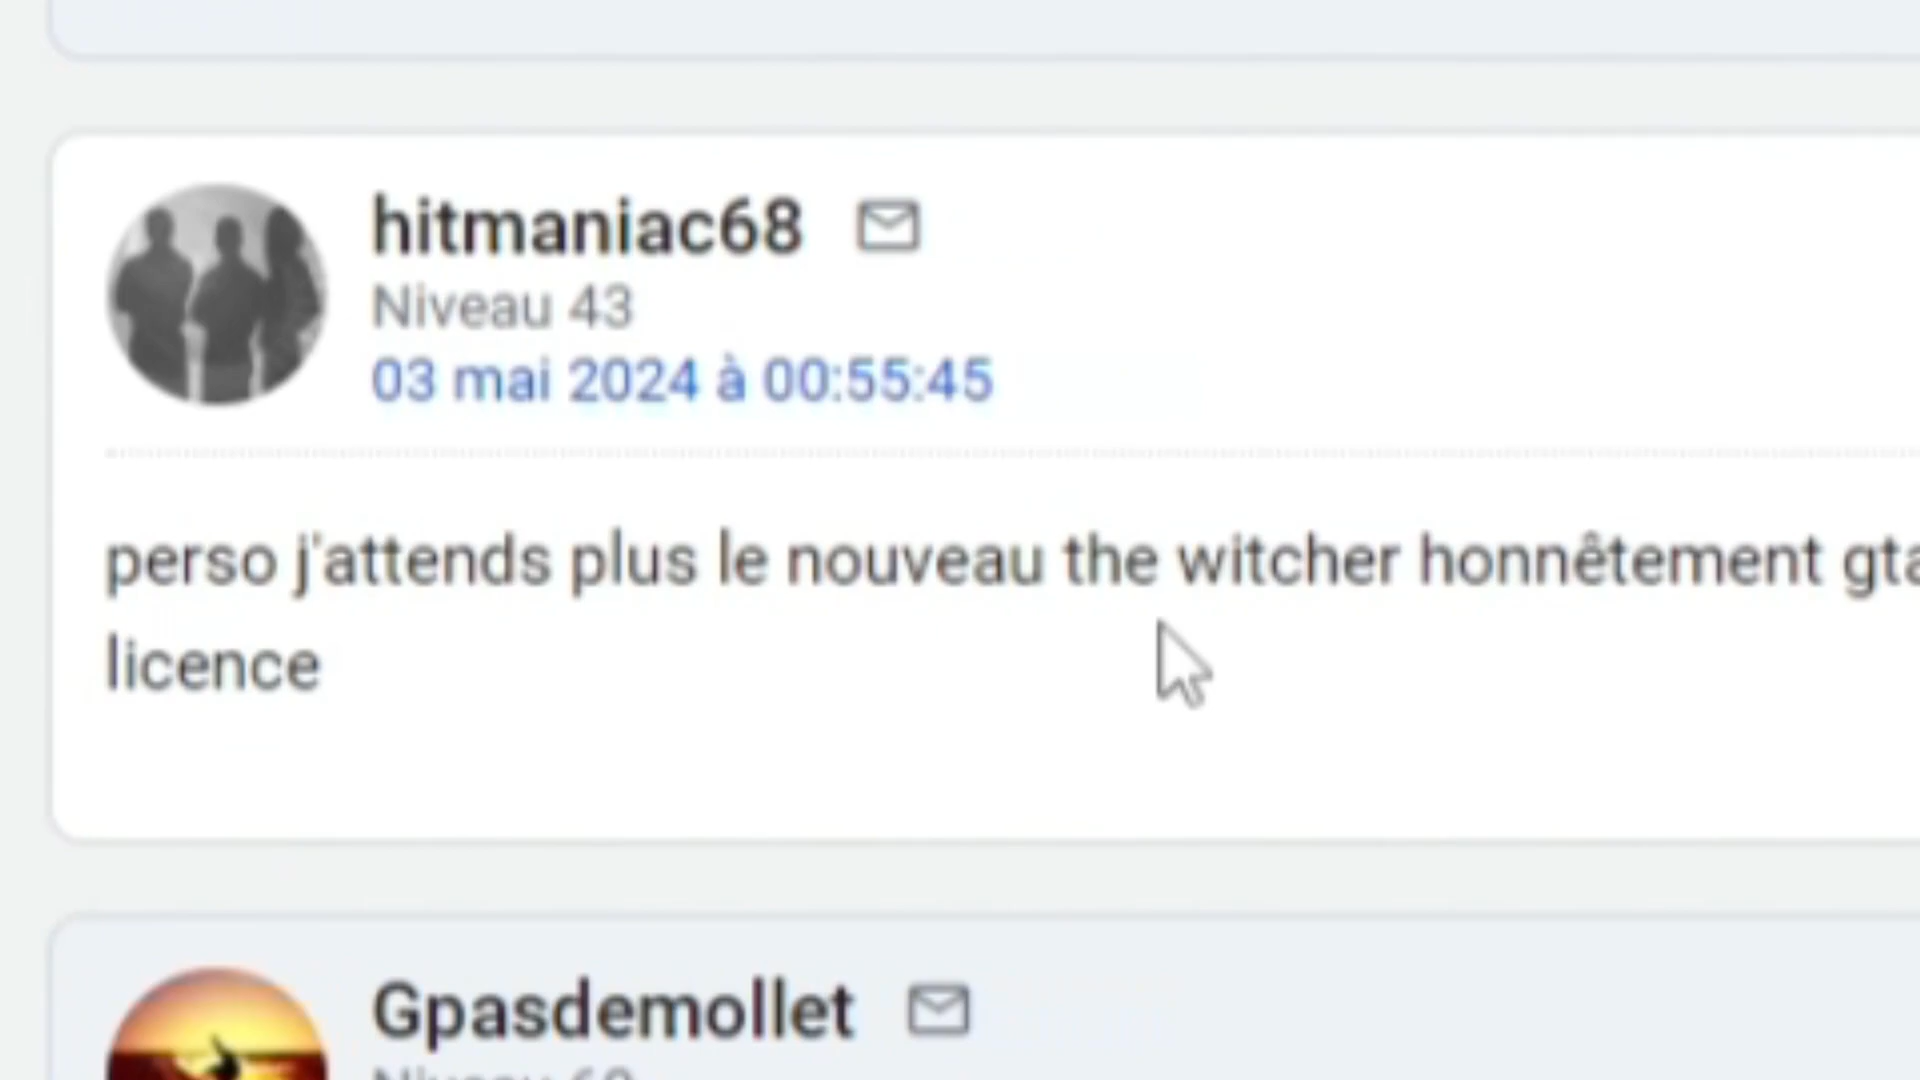 hitmaniac68
Niveau 43
03 mai 2024 à 00:55:45
perso j'attends plus le nouveau the witcher honnêtement gta
licence
Gpasdemollet
Niveau